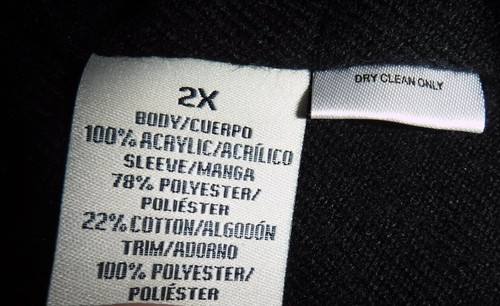 2X
BODY/CUERPO
100% ACRYLIC/ACRÍLICO
SLEEVE/MANGA
78% POLYESTER/
POLIÉSTER
22% COTTON/ALGODÓN
TRIM/ADORNO
100% POLYESTER/
POLIÉSTER
DRY CLEAN ONLY